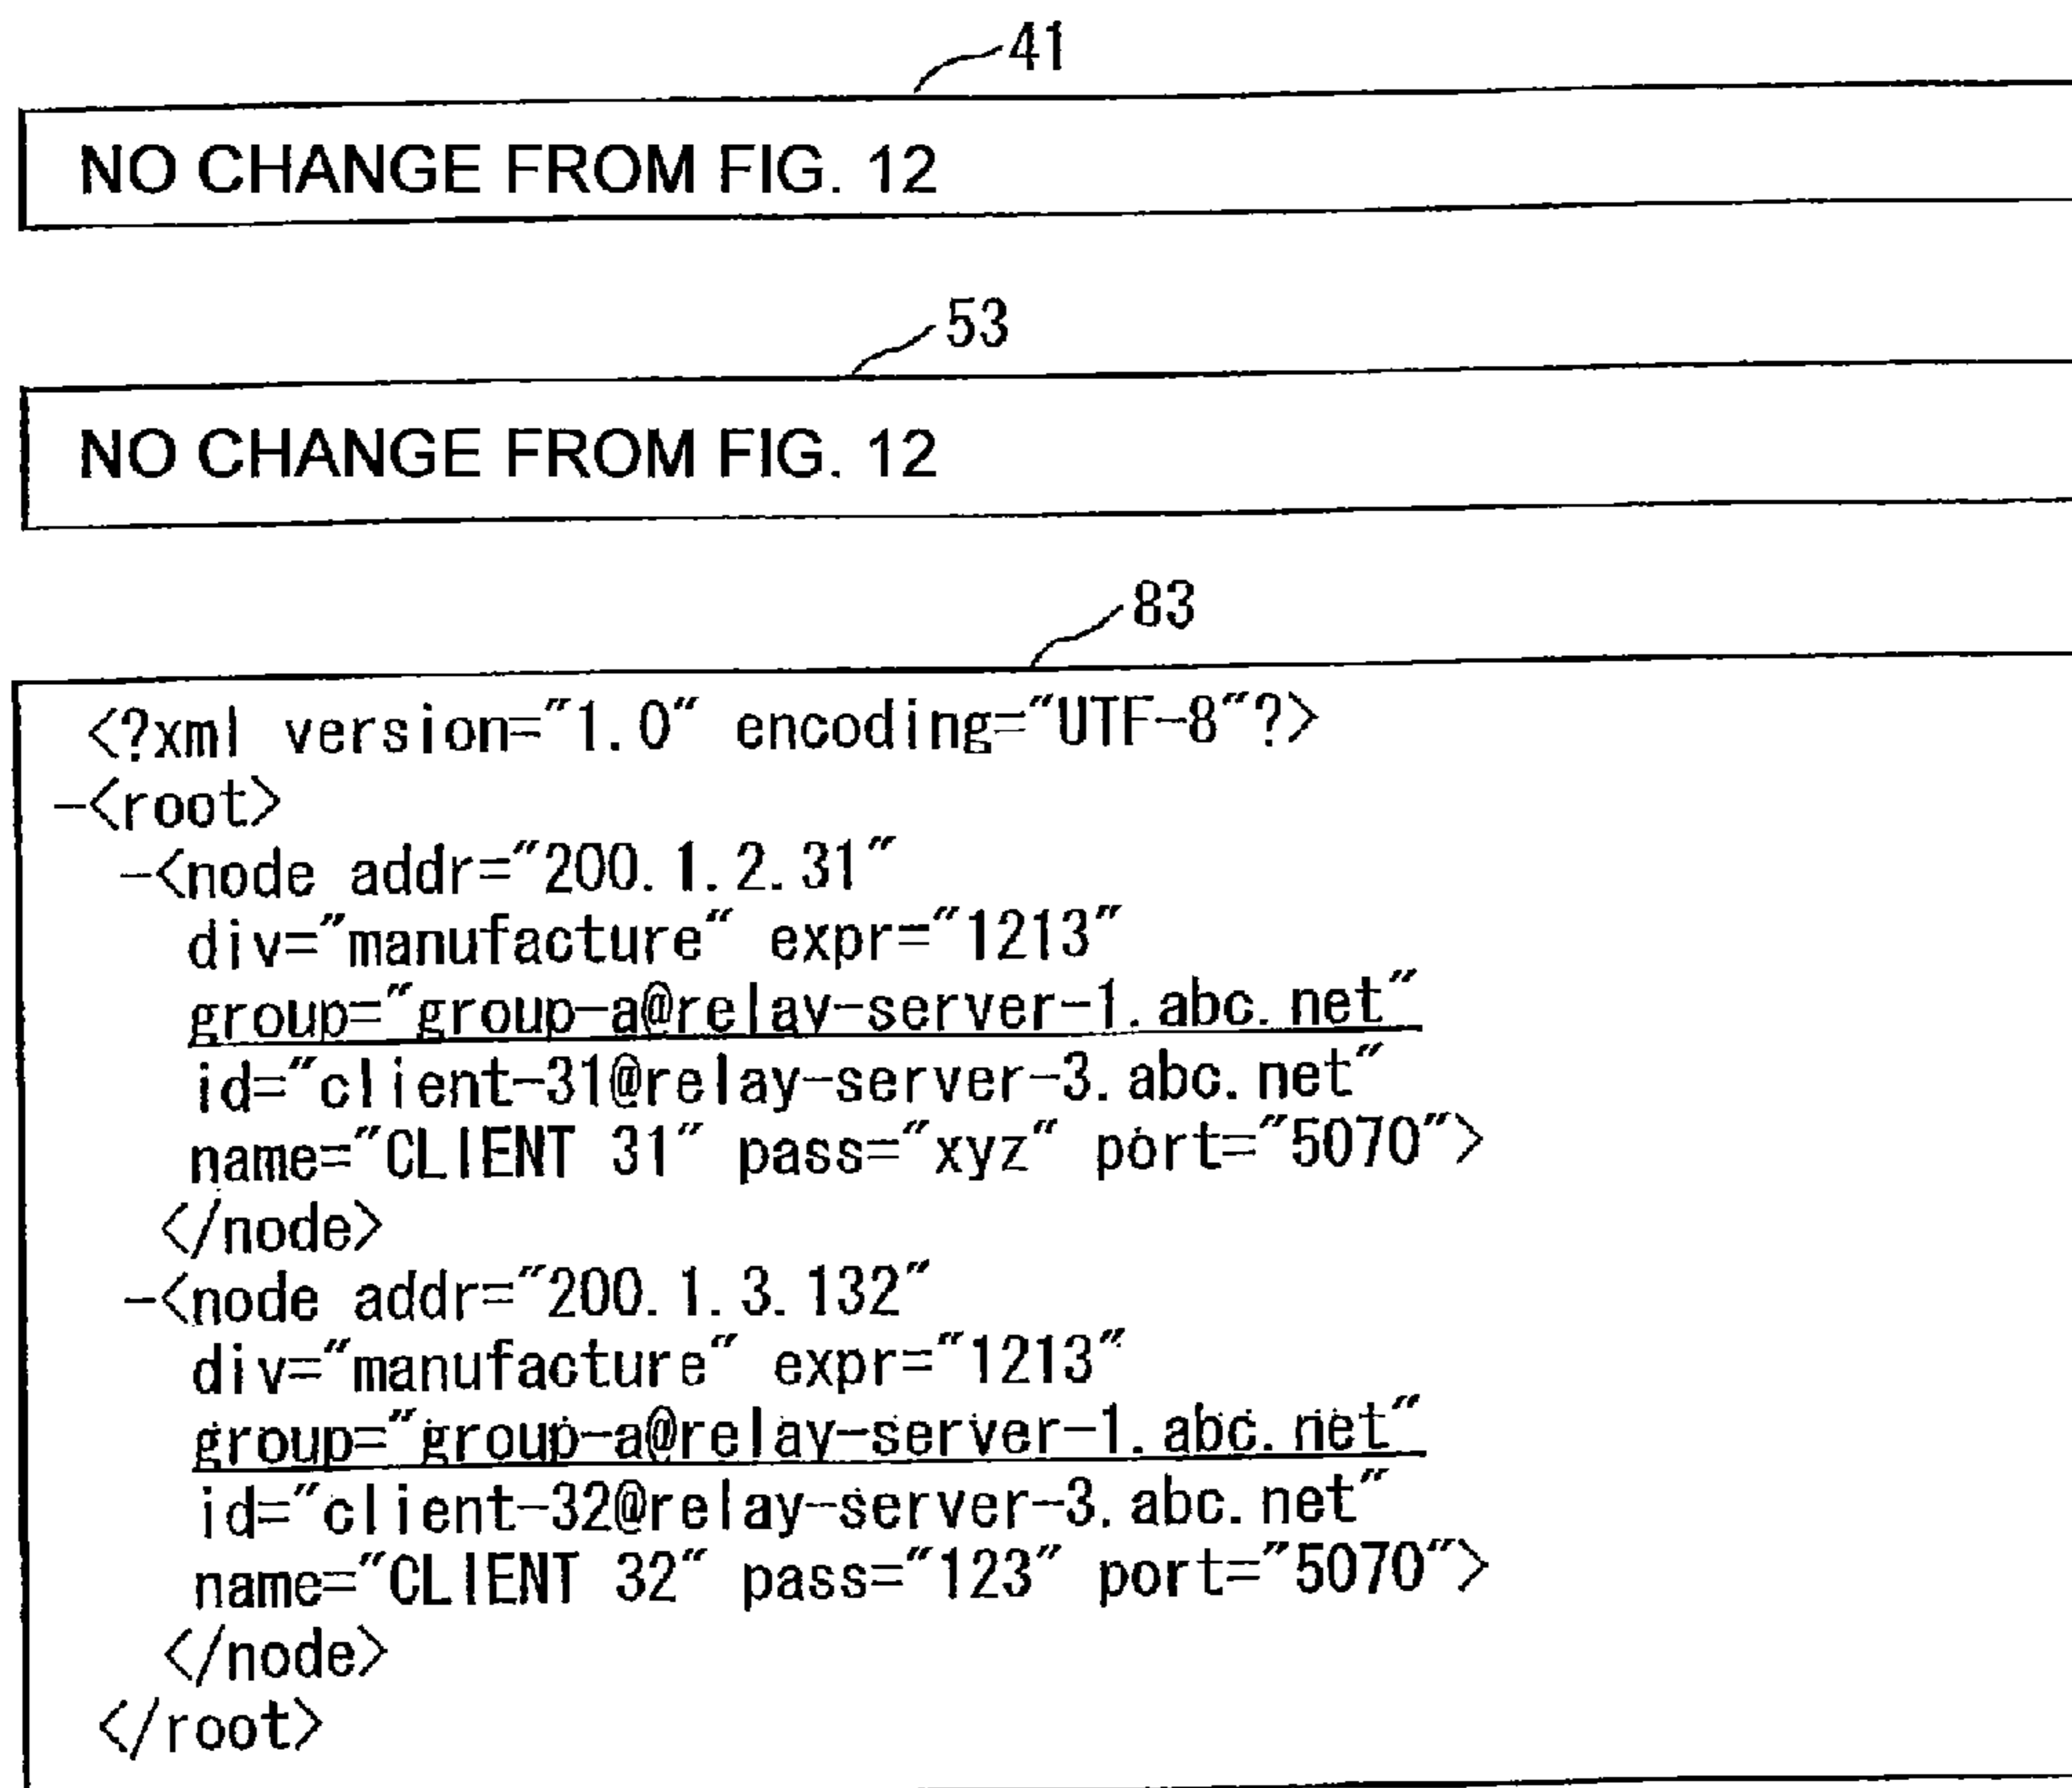 41
NO CHANGE FROM FIG. 12
53
NO CHANGE FROM FIG. 12
83
<?xml version="1.0" encoding="UTF-8"?>
-<root>
-<node addr="200.1.2.31"
div="manufacture" expr="1213"
group="group-a@relay-server-1.abc.net"
id="client-31@relay-server-3.abc.net"
name="CLIENT 31" pass="xyz" port="5070">
</node>
-<node addr="200.1.3.132"
div="manufacture" expr="1213"
group="group-a@relay-server-1.abc.net"
id="client-32@relay-server-3.abc.net"
name="CLIENT 32" pass="123" port="5070">
</node>
</root>